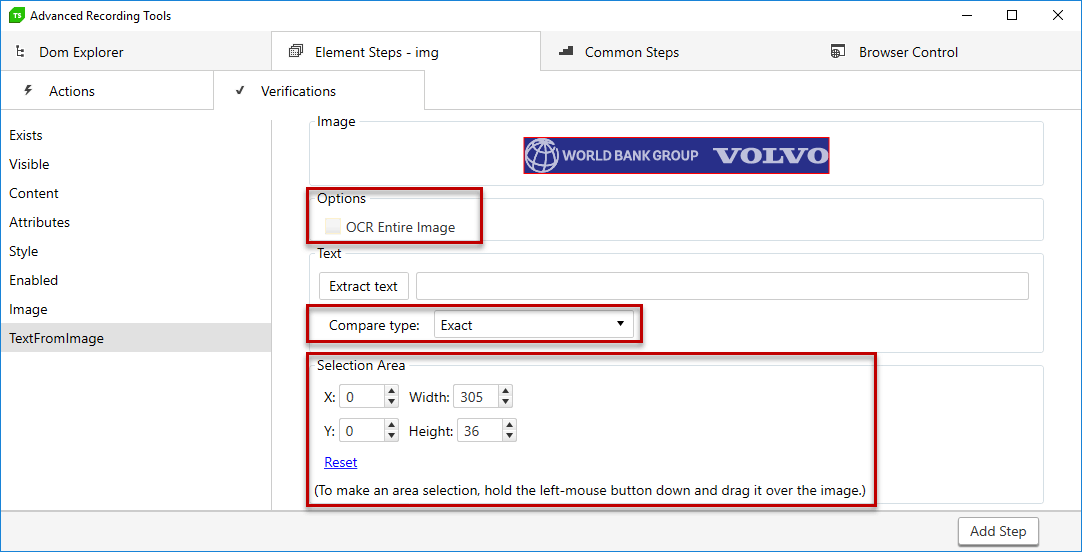 TS Advanced Recording Tools
Dom Explorer
Element Steps - img
Common Steps
Browser Control
Actions
Verifications
Exists
Visible
Content
Attributes
Style
Enabled
Image
TextFromImage
Image
WORLD BANK GROUP VOLVO
Options
OCR Entire Image
Text
Extract text
Compare type: Exact
Selection Area
X: 0 Width: 305
Y: 0 Height: 36
Reset
(To make an area selection, hold the left-mouse button down and drag it over the image.)
Add Step